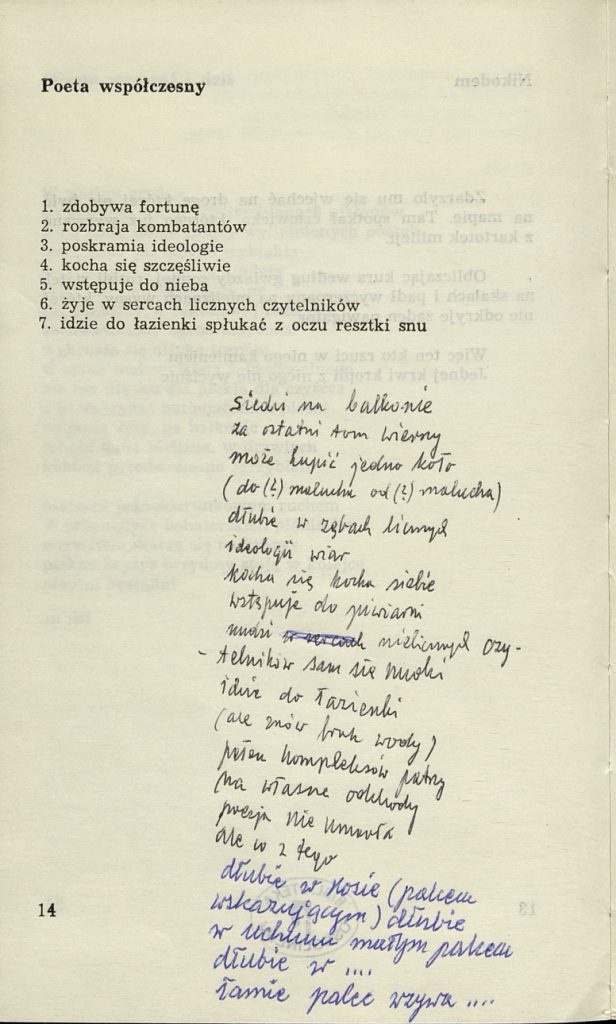 Poeta współczesny
Nikodem
1. zdobywa fortunę
2. rozbraja kombatantów
3. poskramia ideologie
4. kocha się szczęśliwie
5. wstępuje do nieba
6. żyje w sercach licznych czytelników
7. idzie do łazienki spłukać z oczu resztki snu
siedzi na balkonie
za ostatni tom wierszy
może kupić jedno koło
(do (?) malucha od (?) malucha)
dłubie w zębach licznych
ideologii wiar
kocha się kocha siebie
wstępuje do piwiarni
nudzi w sercach nielicznych czy-
telników sam się nudzi
idzie do łazienki
(ale znów brak wody)
pełen kompleksów patrzy
na własne odchody
poezja nie umarła
ale co z tego
dłubie w nosie (palcem
wskazującym) dłubie
w uchu małym palcem
dłubie w ....
łamie palec wzywa ....
14